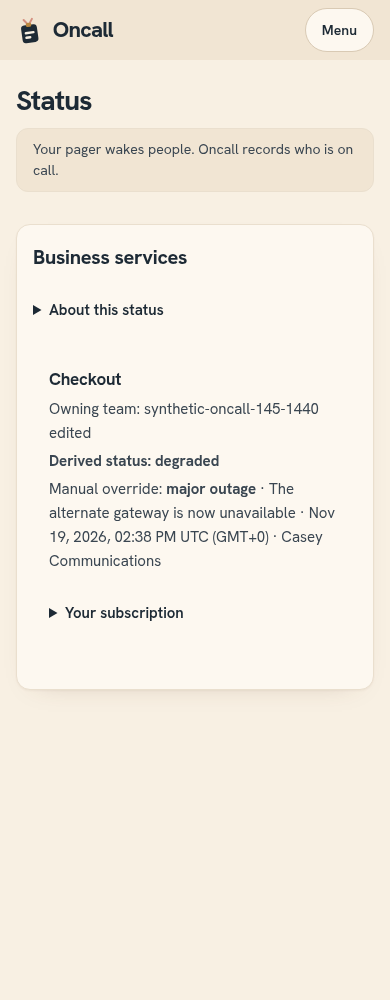 Oncall
Menu
Status
Your pager wakes people. Oncall records who is on
call.
Business services
About this status
Checkout
Owning team: synthetic-oncall-145-1440
edited
Derived status: degraded
Manual override: major outage · The
alternate gateway is now unavailable · Nov
19, 2026, 02:38 PM UTC (GMT+0) · Casey
Communications
Your subscription